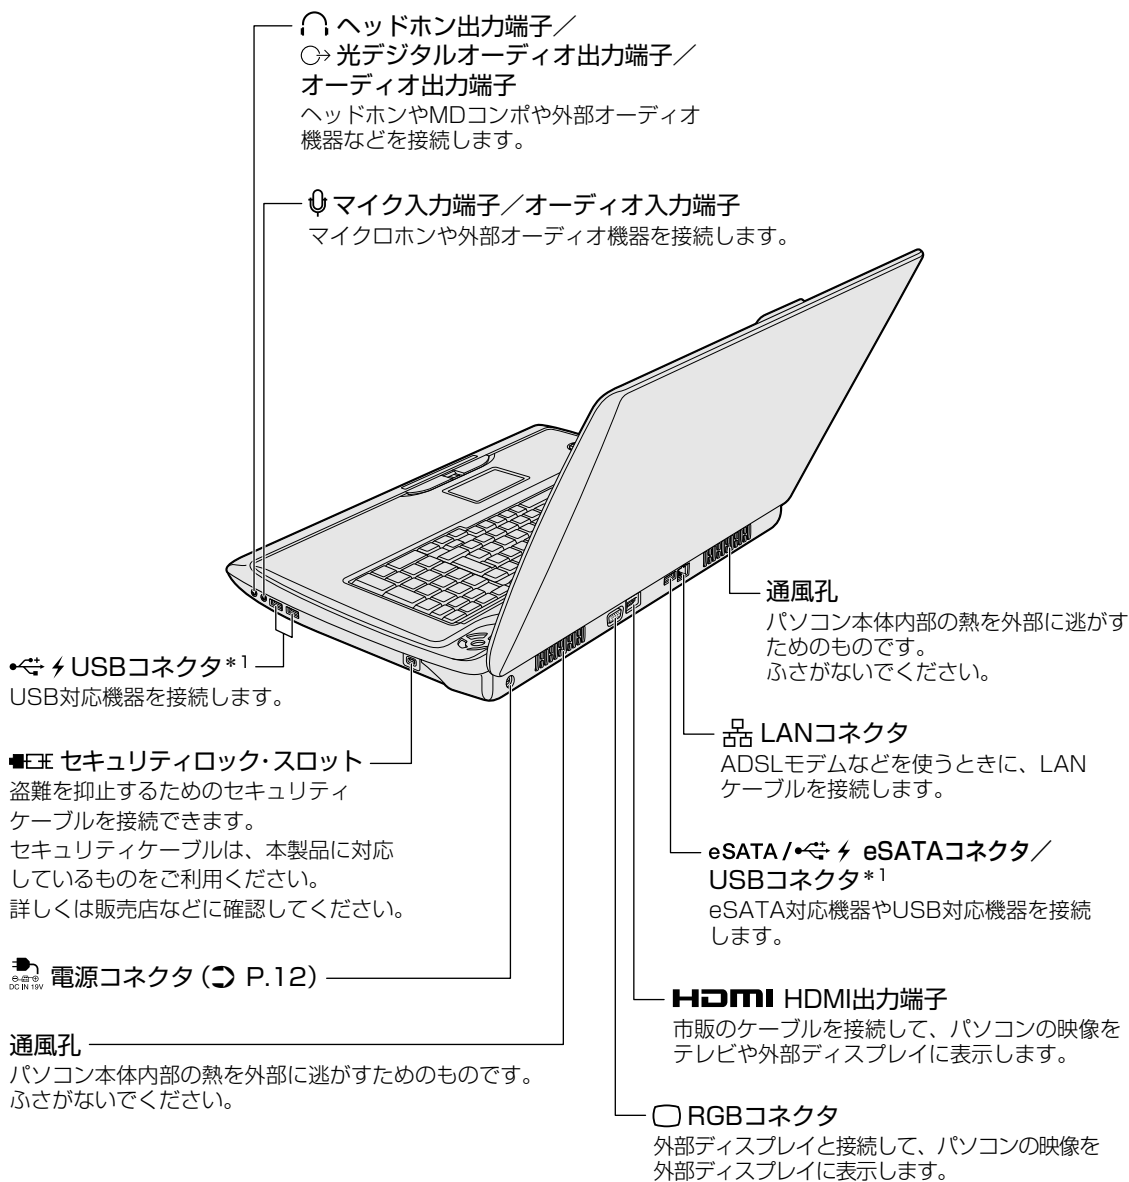 ヘッドホン出力端子／
光デジタルオーディオ出力端子／
オーディオ出力端子
ヘッドホンやMDコンポや外部オーディオ
機器などを接続します。
マイク入力端子／オーディオ入力端子
マイクロホンや外部オーディオ機器を接続します。
通風孔
パソコン本体内部の熱を外部に逃がす
ためのものです。
ふさがないでください。
USBコネクタ*1
USB対応機器を接続します。
LANコネクタ
ADSLモデムなどを使うときに、LAN
ケーブルを接続します。
セキュリティロック・スロット
盗難を抑止するためのセキュリティ
ケーブルを接続できます。
セキュリティケーブルは、本製品に対応
しているものをご利用ください。
詳しくは販売店などに確認してください。
eSATA / eSATAコネクタ／
USBコネクタ*1
eSATA対応機器やUSB対応機器を接続
します。
DC IN 19V 電源コネクタ（ P.12）
HDMI HDMI出力端子
市販のケーブルを接続して、パソコンの映像を
テレビや外部ディスプレイに表示します。
通風孔
パソコン本体内部の熱を外部に逃がすためのものです。
ふさがないでください。
RGBコネクタ
外部ディスプレイと接続して、パソコンの映像を
外部ディスプレイに表示します。